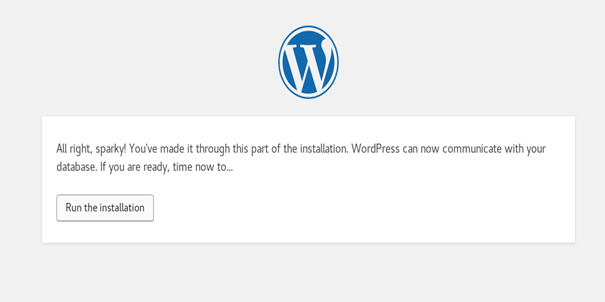 All right, sparky! You've made it through this part of the installation. WordPress can now communicate with your
database. If you are ready, time now to...
Run the installation